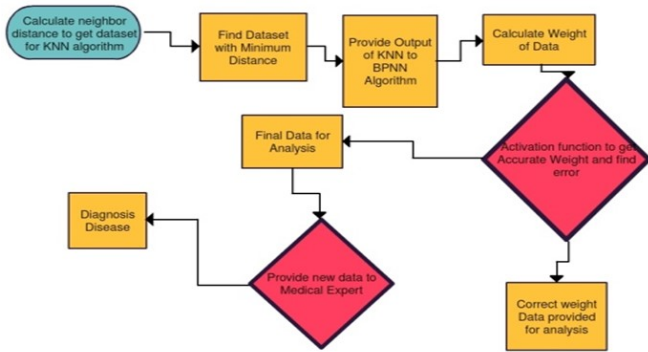 Calculate neighbor
distance to get dataset
for KNN algorithm
Find Dataset
with Minimum
Distance
Provide Output
of KNN to
BPNN
Algorithm
Calculate Weight
of Data
Activation function to get
Accurate Weight and find
error
Final Data for
Analysis
Diagnosis
Disease
Provide new data to
Medical Expert
Correct weight
Data provided
for analysis